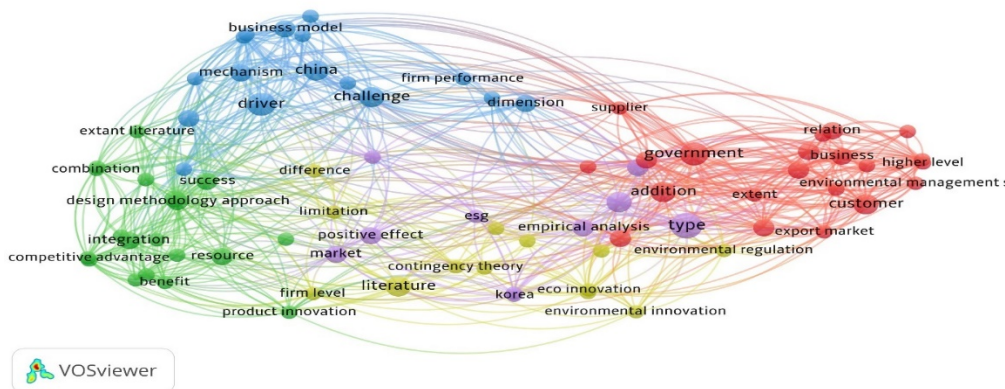 business model
mechanism
china
firm performance
driver
challenge
dimension
supplier
extant literature
relation
government
business
combination
difference
higher level
success
environmental management s
design methodology approach
addition
extent
customer
limitation
esg
type
integration
positive effect
empirical analysis
export market
competitive advantage
resource
market
environmental regulation
contingency theory
benefit
firm level
literature
korea
eco innovation
product innovation
environmental innovation
VOSviewer